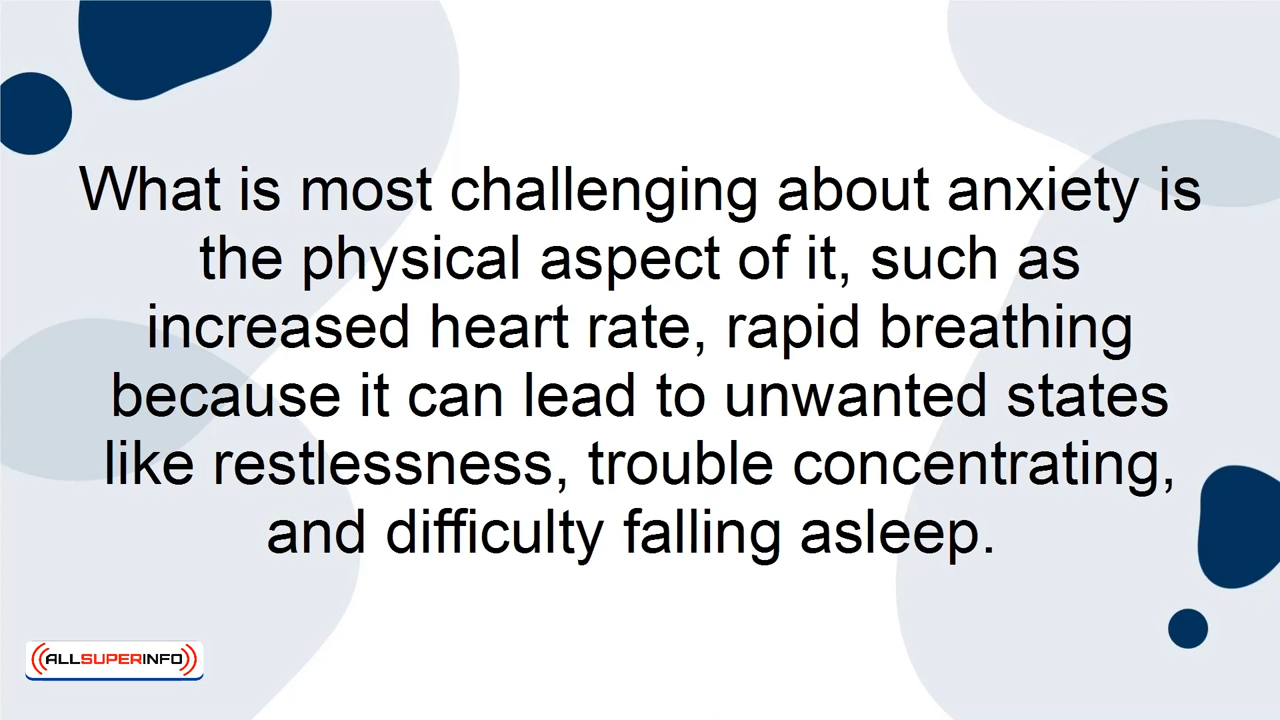 What is most challenging about anxiety is
the physical aspect of it, such as
increased heart rate, rapid breathing
because it can lead to unwanted states
like restlessness, trouble concentrating,
and difficulty falling asleep.
ALLSUPERINFO